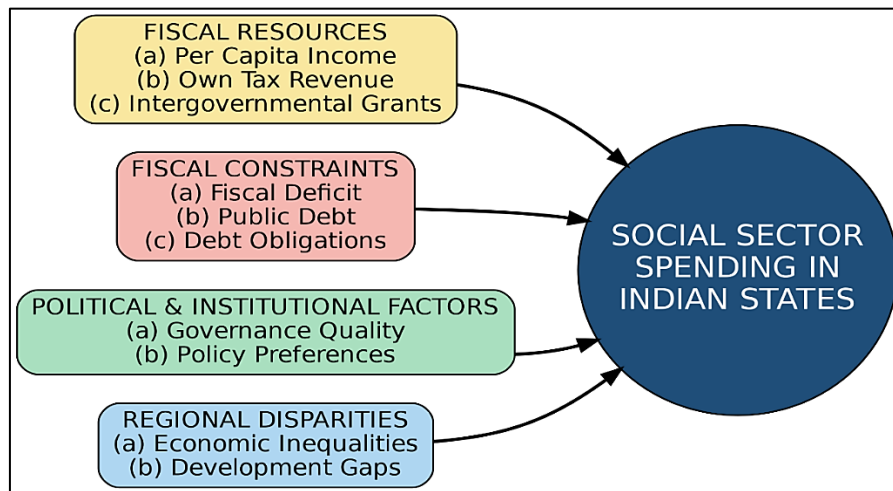 FISCAL RESOURCES
(a) Per Capita Income
(b) Own Tax Revenue
(c) Intergovernmental Grants
FISCAL CONSTRAINTS
(a) Fiscal Deficit
(b) Public Debt
(c) Debt Obligations
POLITICAL & INSTITUTIONAL FACTORS
(a) Governance Quality
(b) Policy Preferences
REGIONAL DISPARITIES
(a) Economic Inequalities
(b) Development Gaps
SOCIAL SECTOR
SPENDING IN
INDIAN STATES